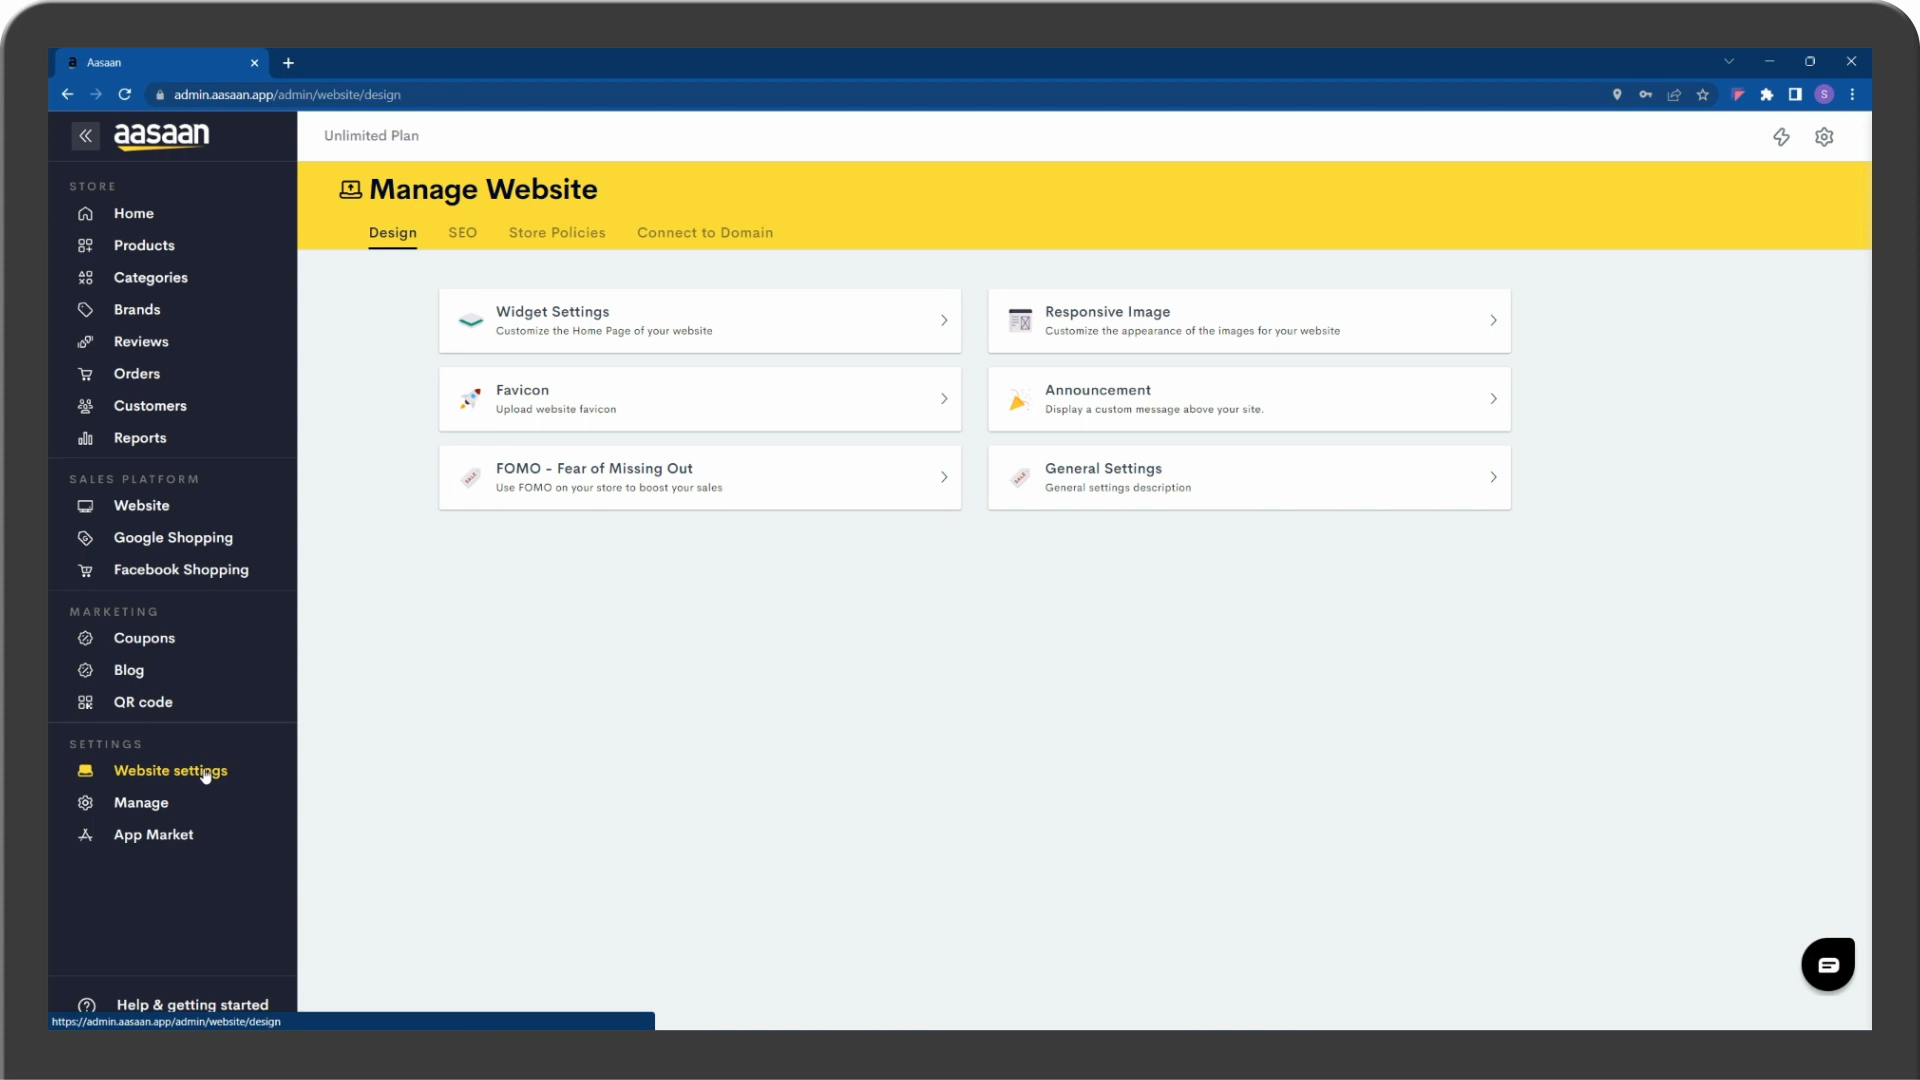 Aasaan
admin.aasaan.app/admin/website/design
S
aasaan
Unlimited Plan
STORE
Home
Products
Categories
Brands
Reviews
Orders
Customers
Reports
SALES PLATFORM
Website
Google Shopping
Facebook Shopping
MARKETING
Coupons
Blog
QR code
SETTINGS
Website settings
Manage
App Market
Help & getting started
https://admin.aasaan.app/admin/website/design
Manage Website
Design SEO Store Policies Connect to Domain
Widget Settings
Customize the Home Page of your website
Responsive Image
Customize the appearance of the images for your website
Favicon
Upload website favicon
Announcement
Display a custom message above your site.
FOMO - Fear of Missing Out
Use FOMO on your store to boost your sales
General Settings
General settings description